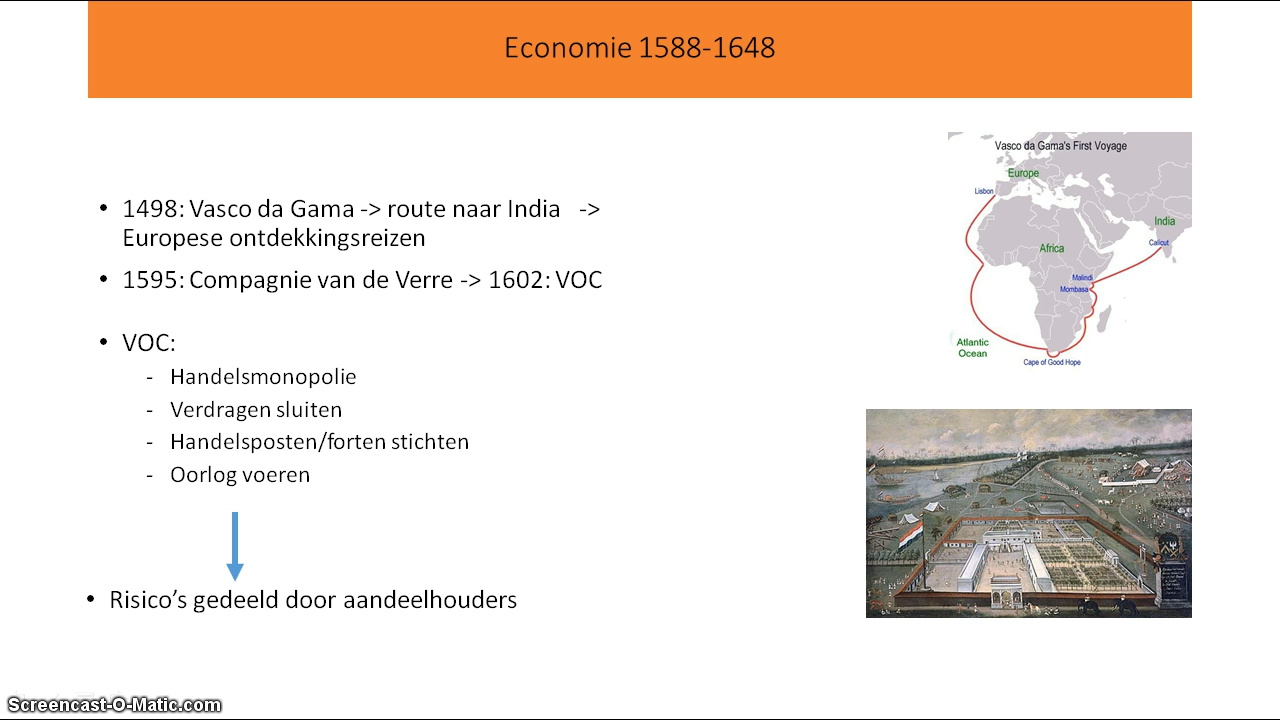 Economie 1588-1648
• 1498: Vasco da Gama -> route naar India ->
Europese ontdekkingsreizen
• 1595: Compagnie van de Verre -> 1602: VOC
• VOC:
- Handelsmonopolie
- Verdragen sluiten
- Handelsposten/forten stichten
- Oorlog voeren
• Risico’s gedeeld door aandeelhouders
Vasco da Gama's First Voyage
Europe
Lisbon
India
Calicut
Africa
Malindi
Mombasa
Atlantic
Ocean
Cape of Good Hope
Screencast-O-Matic.com